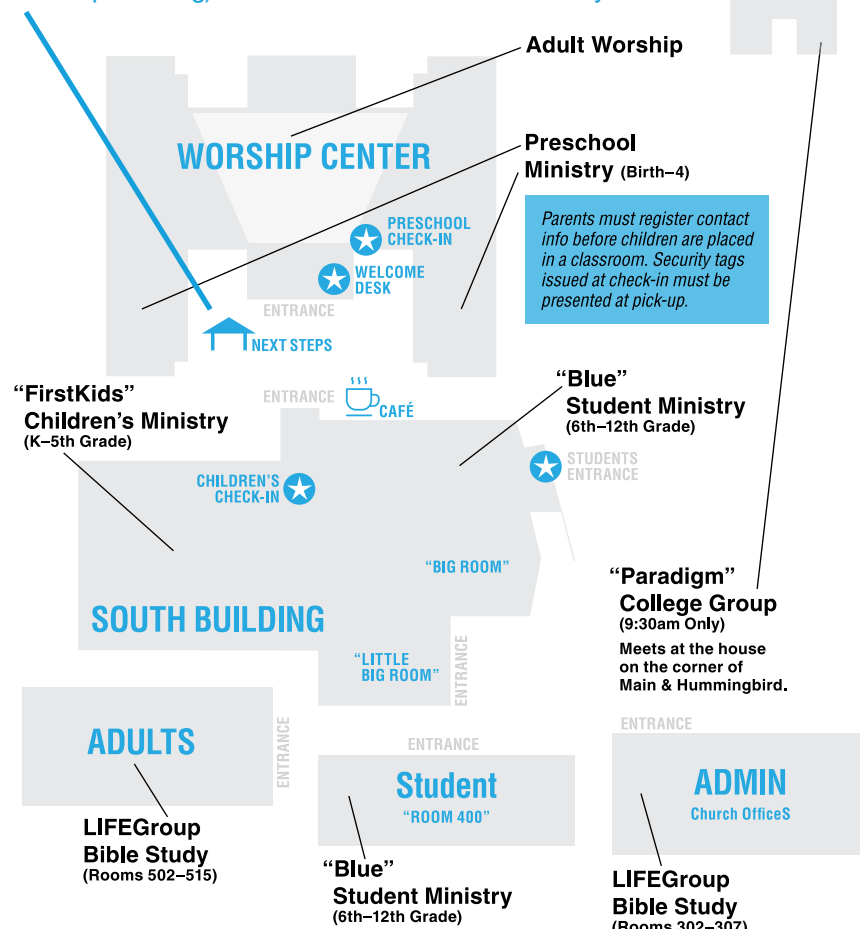 Adult Worship
WORSHIP CENTER
Preschool
Ministry (Birth–4)
Parents must register contact
info before children are placed
in a classroom. Security tags
issued at check-in must be
presented at pick-up.
PRESCHOOL
CHECK-IN
WELCOME
DESK
ENTRANCE
NEXT STEPS
ENTRANCE
CAFÉ
“FirstKids”
Children’s Ministry
(K–5th Grade)
“Blue”
Student Ministry
(6th–12th Grade)
STUDENTS
ENTRANCE
CHILDREN’S
CHECK-IN
“BIG ROOM”
“Paradigm”
College Group
(9:30am Only)
Meets at the house
on the corner of
Main & Hummingbird.
SOUTH BUILDING
“LITTLE
BIG ROOM”
ENTRANCE
ADULTS
ENTRANCE
LIFEGroup
Bible Study
(Rooms 502–515)
ENTRANCE
Student
“ROOM 400”
“Blue”
Student Ministry
(6th–12th Grade)
ENTRANCE
ADMIN
Church OfficeS
LIFEGroup
Bible Study
(Rooms 302–307)